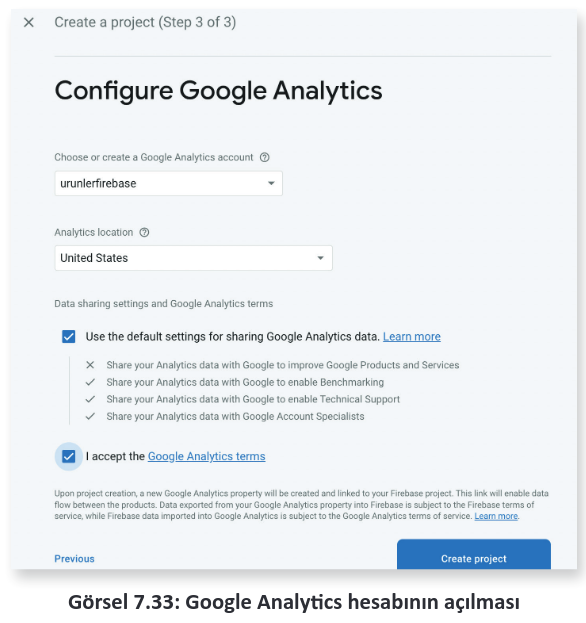 Create a project (Step 3 of 3)
Configure Google Analytics
Choose or create a Google Analytics account
urunlerfirebase
Analytics location
United States
Data sharing settings and Google Analytics terms
Use the default settings for sharing Google Analytics data. Learn more
Share your Analytics data with Google to improve Google Products and Services
Share your Analytics data with Google to enable Benchmarking
Share your Analytics data with Google to enable Technical Support
Share your Analytics data with Google Account Specialists
I accept the Google Analytics terms
Upon project creation, a new Google Analytics property will be created and linked to your Firebase project. This link will enable data
flow between the products. Data exported from your Google Analytics property into Firebase is subject to the Firebase terms of
service, while Firebase data imported into Google Analytics is subject to the Google Analytics terms of service. Learn more.
Previous
Create project
Görsel 7.33: Google Analytics hesabının açılması